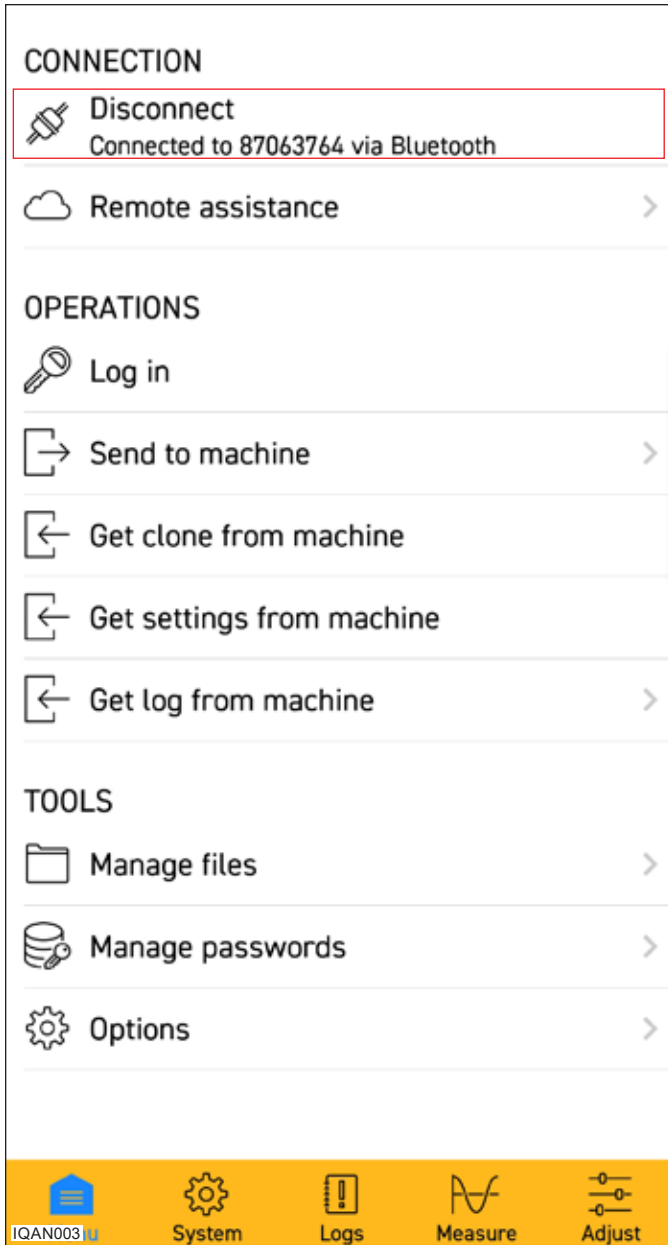 CONNECTION
Disconnect
Connected to 87063764 via Bluetooth
Remote assistance
OPERATIONS
Log in
Send to machine
Get clone from machine
Get settings from machine
Get log from machine
TOOLS
Manage files
Manage passwords
Options
IQAN003 System Logs Measure Adjust